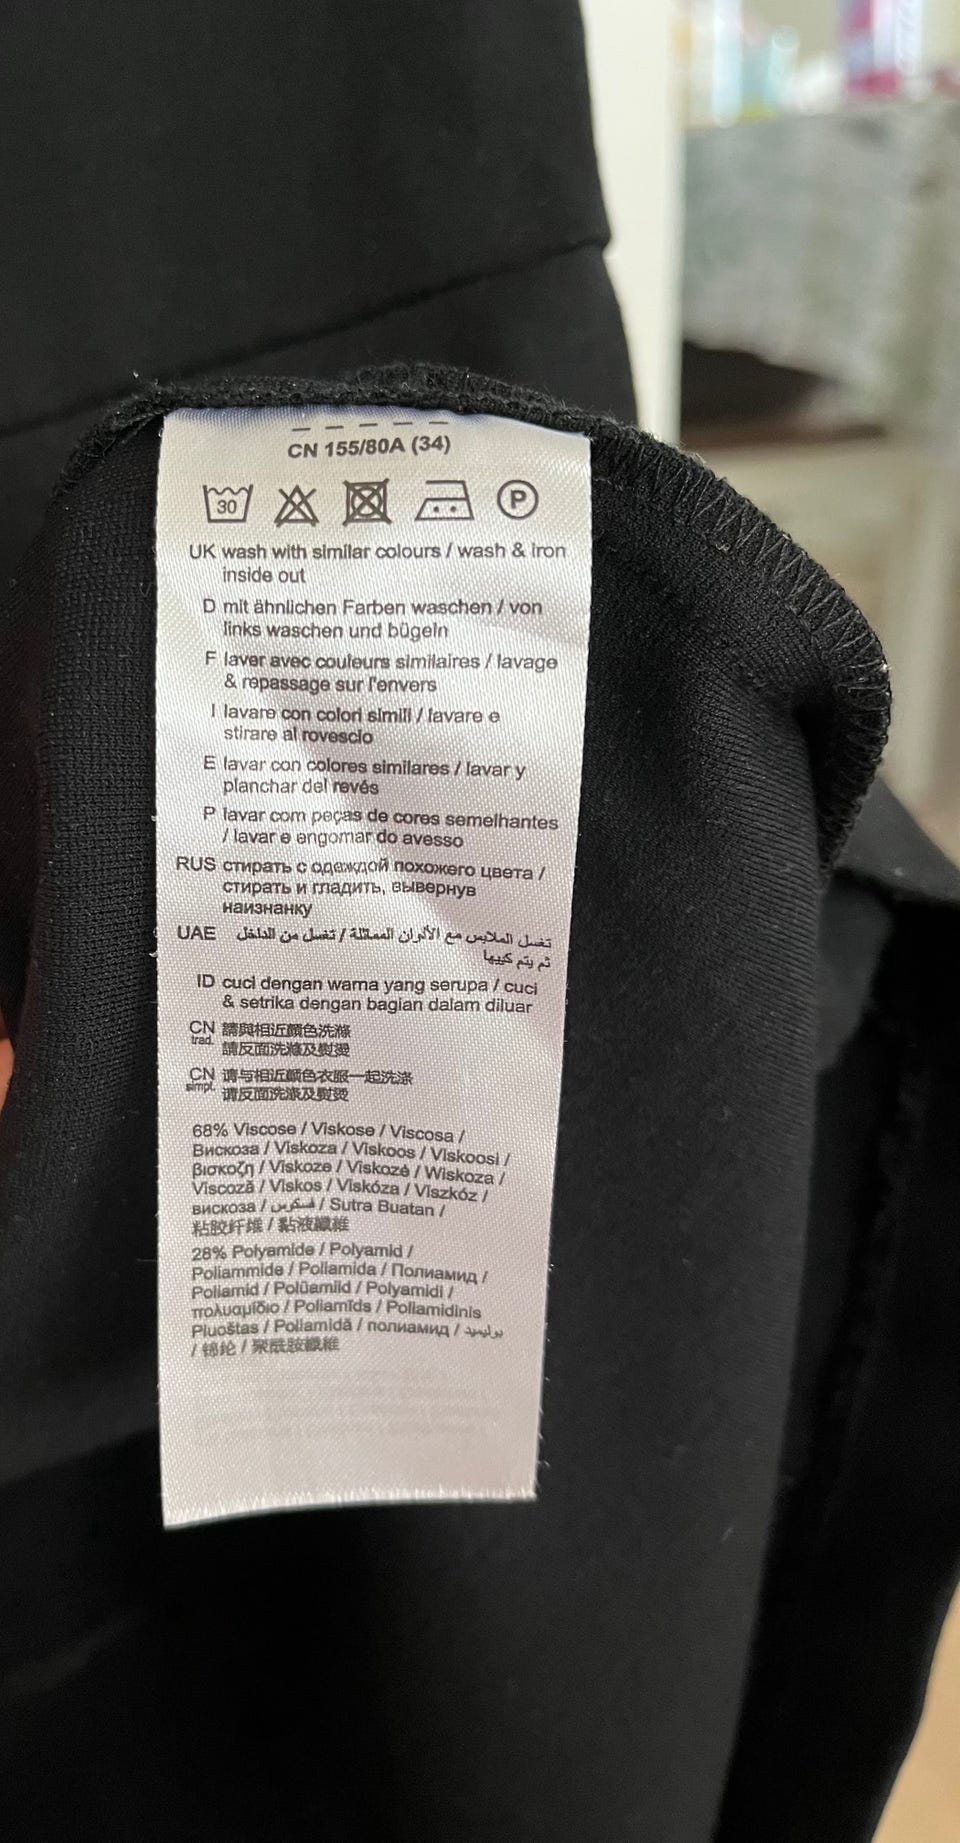 CN 155/80A (34)
30 P
UK wash with similar colours / wash & iron
inside out
D mit ähnlichen Farben waschen / von
links waschen und bügeln
F laver avec couleurs similaires / lavage
& repassage sur l'envers
I lavare con colori simili / lavare e
stirare al rovescio
E lavar con colores similares / lavar y
planchar del revés
P lavar com peças de cores semelhantes
/ lavar e engomar do avesso
RUS стирать с одеждой похожего цвета /
стирать и гладить, вывернув
наизнанку
UAE تغسل الملابس مع الألوان المماثلة / تغسل من الداخل
ثم يتم كيها
ID cuci dengan warna yang serupa / cuci
& setrika dengan bagian dalam diluar
CN trad. 請與相近顏色洗滌
請反面洗滌及熨燙
CN simpl. 请与相近颜色衣服一起洗涤
请反面洗涤及熨烫
68% Viscose / Viskose / Viscosa /
Вискоза / Viskoza / Viskoos / Viskoosi /
βισκοζη / Viskoze / Viskozė / Wiskoza /
Viscoză / Viskos / Viskóza / Viszkóz /
вискоза / فسكوس / Sutra Buatan /
粘胶纤维 / 黏液纖維
28% Polyamide / Polyamid /
Poliammide / Poliamida / Полиамид /
Poliamid / Polüamiid / Polyamidi /
πολυαμίδιο / Poliamīds / Poliamidinis
Pluoštas / Poliamidă / полиамид /
/ 锦纶 / 聚酰胺纖維